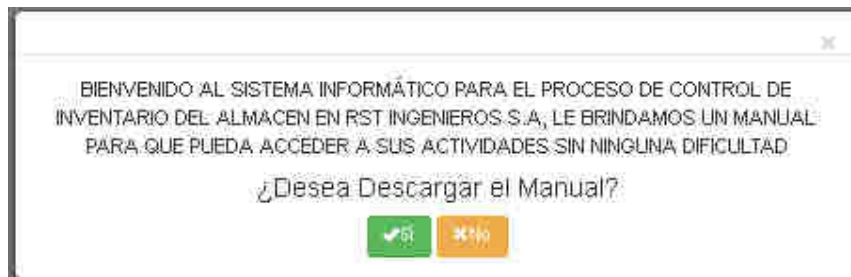 BIENVENIDO AL SISTEMA INFORMÁTICO PARA EL PROCESO DE CONTROL DE
INVENTARIO DEL ALMACEN EN RST INGENIEROS S.A, LE BRINDAMOS UN MANUAL
PARA QUE PUEDA ACCEDER A SUS ACTIVIDADES SIN NINGUNA DIFICULTAD
¿Desea Descargar el Manual?
Si No